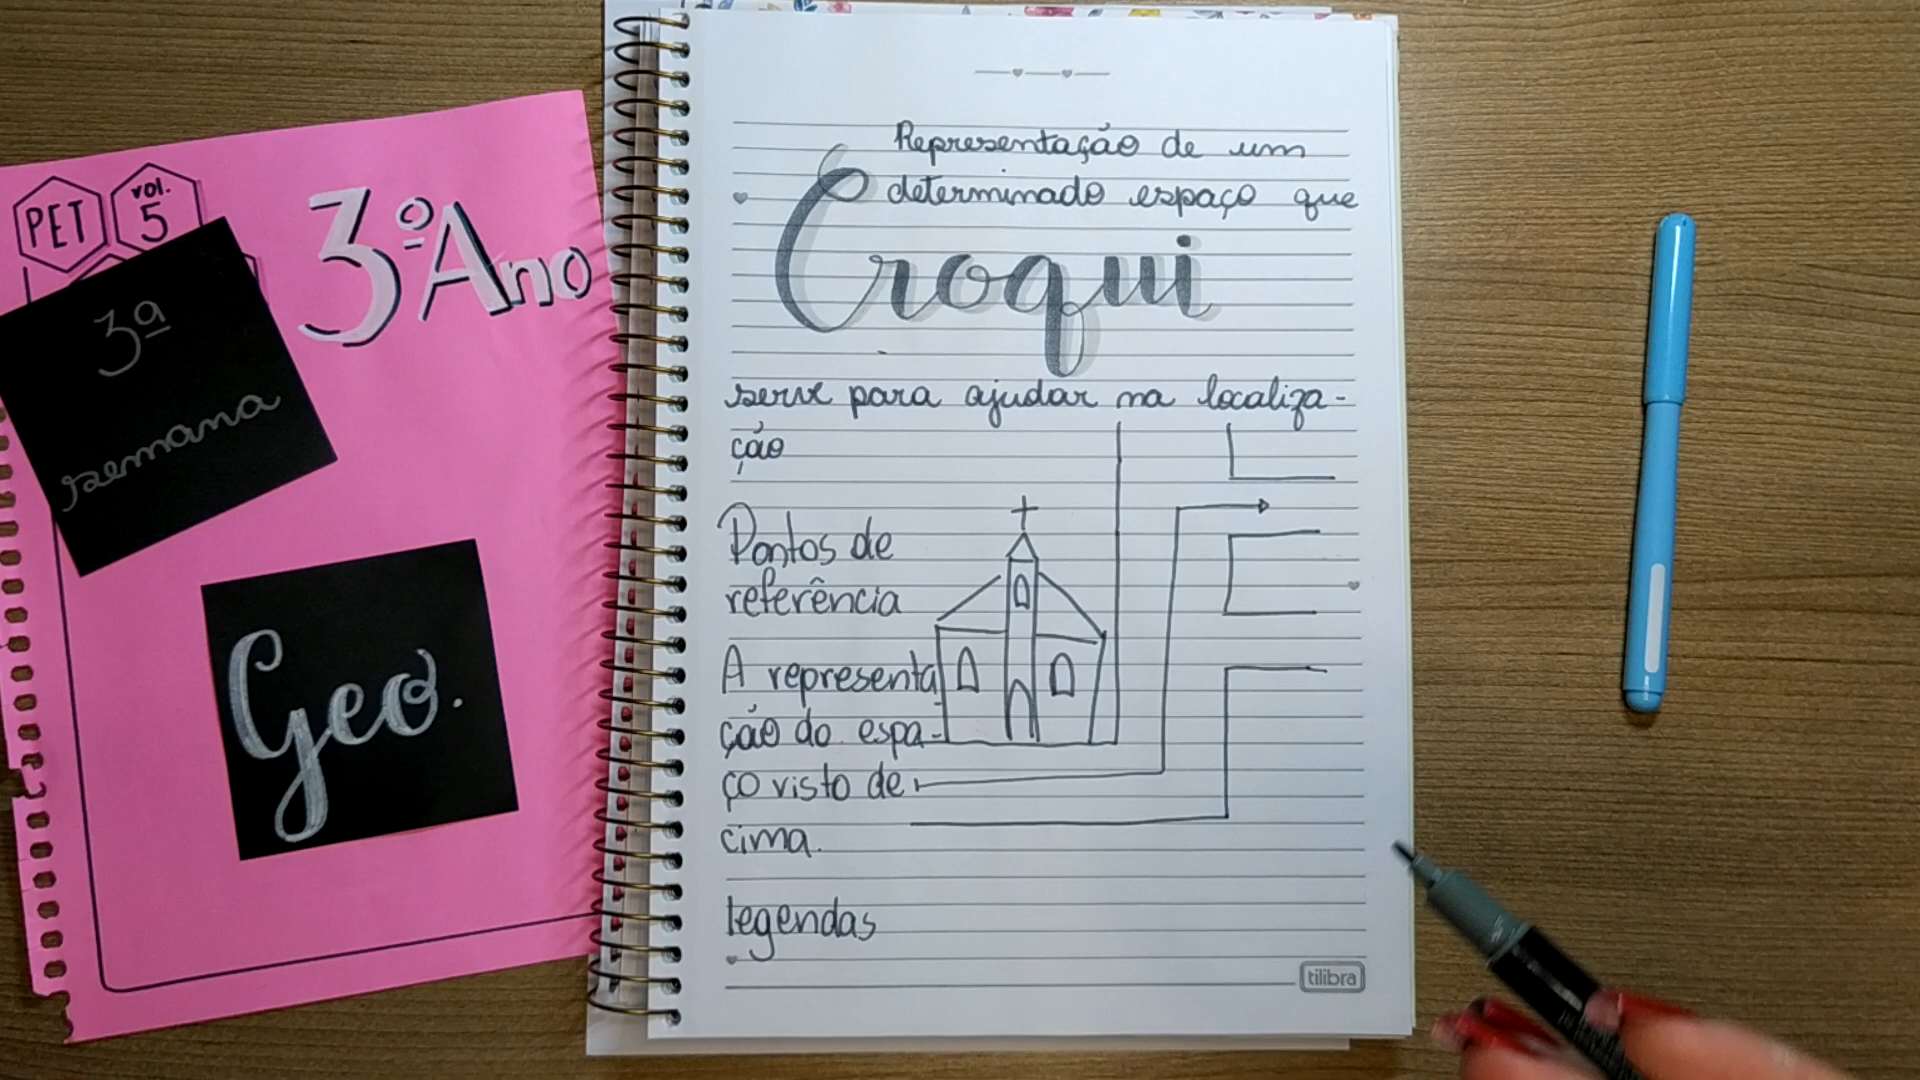 PET
vol.
5
3º Ano
3ª
semana
Geo.
Representação de um
determinado espaço que
Croqui
serve para ajudar na localiza-
ção
Pontos de
referência
A representa-
ção do espa-
ço visto de
cima.
legendas
tilibra